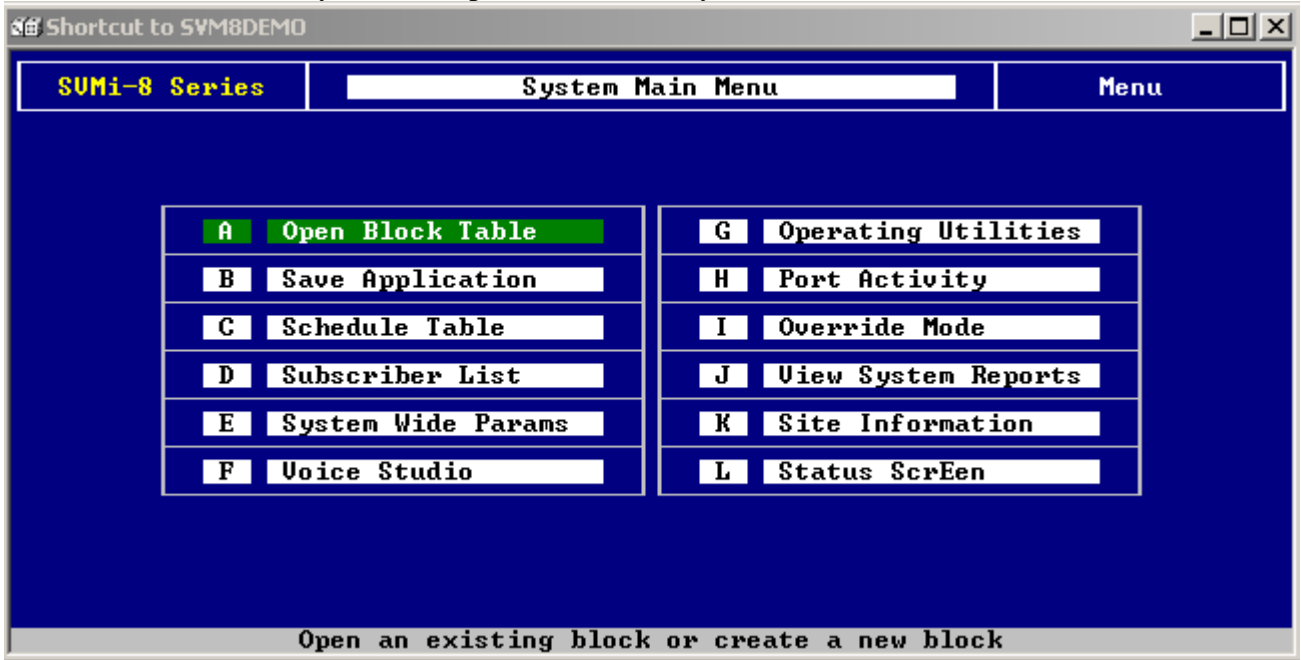 Shortcut to SVM8DEMO
SVMi-8 Series System Main Menu Menu
A Open Block Table
B Save Application
C Schedule Table
D Subscriber List
E System Wide Params
F Voice Studio
G Operating Utilities
H Port Activity
I Override Mode
J View System Reports
K Site Information
L Status ScrEen
Open an existing block or create a new block